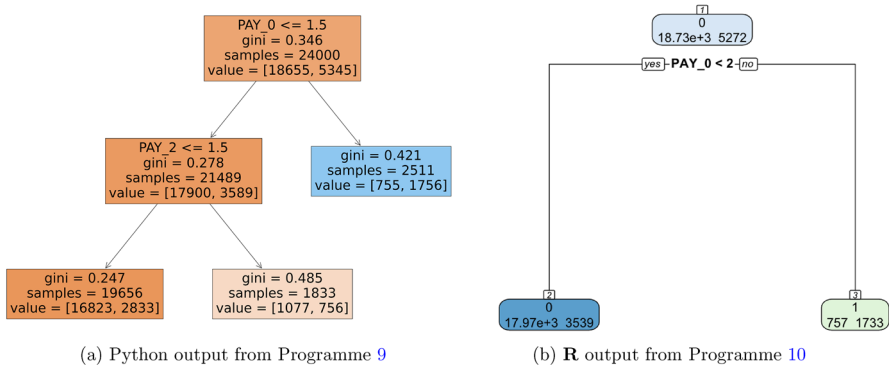 PAY_0 <= 1.5
gini = 0.346
samples = 24000
value = [18655, 5345]
PAY_2 <= 1.5
gini = 0.278
samples = 21489
value = [17900, 3589]
gini = 0.421
samples = 2511
value = [755, 1756]
gini = 0.247
samples = 19656
value = [16823, 2833]
gini = 0.485
samples = 1833
value = [1077, 756]
(a) Python output from Programme 9
1
0
18.73e+3 5272
yes PAY_0 < 2 no
2
0
17.97e+3 3539
3
1
757 1733
(b) R output from Programme 10